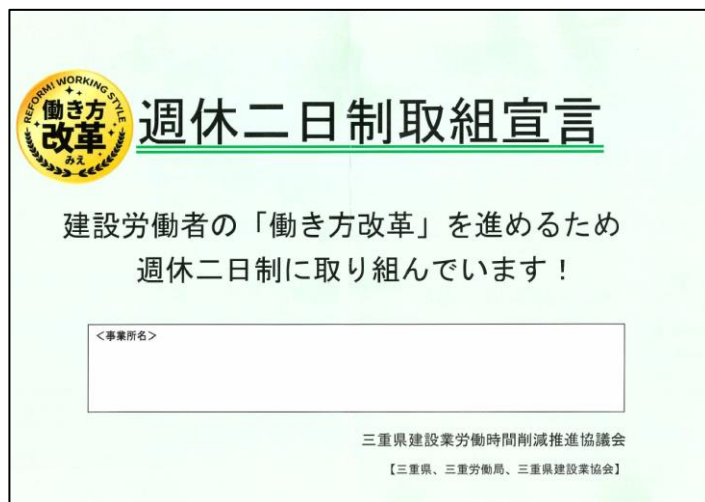 REFORM! WORKING STYLE
働き方
改革
みえ
週休二日制取組宣言
建設労働者の「働き方改革」を進めるため
週休二日制に取り組んでいます！
＜事業所名＞
三重県建設業労働時間削減推進協議会
【三重県、三重労働局、三重県建設業協会】